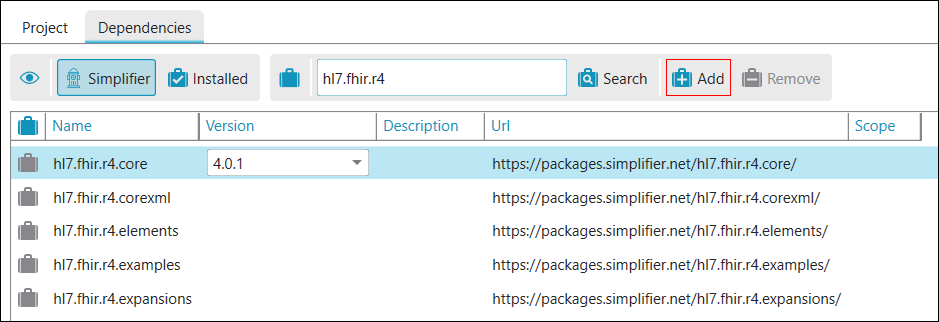 Project Dependencies
Simplifier Installed hl7.fhir.r4 Search Add Remove
Name Version Description Url Scope
hl7.fhir.r4.core 4.0.1 https://packages.simplifier.net/hl7.fhir.r4.core/
hl7.fhir.r4.corexml https://packages.simplifier.net/hl7.fhir.r4.corexml/
hl7.fhir.r4.elements https://packages.simplifier.net/hl7.fhir.r4.elements/
hl7.fhir.r4.examples https://packages.simplifier.net/hl7.fhir.r4.examples/
hl7.fhir.r4.expansions https://packages.simplifier.net/hl7.fhir.r4.expansions/